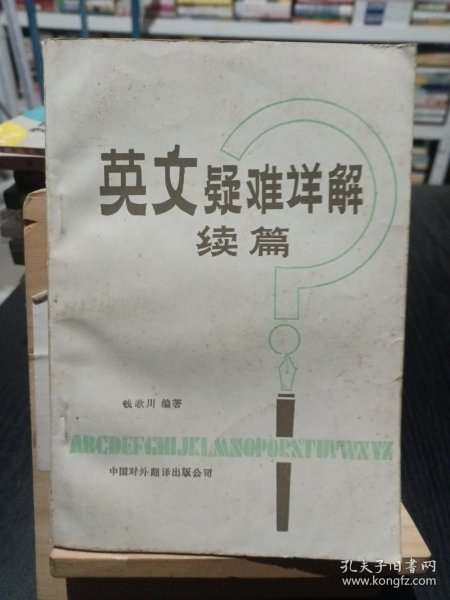 英文疑难详解
续篇
钱歌川 编著
ABCDEFGHIJKLMNOPQRSTUVWXYZ
中国对外翻译出版公司
孔夫子旧书网
www.kongfz.com